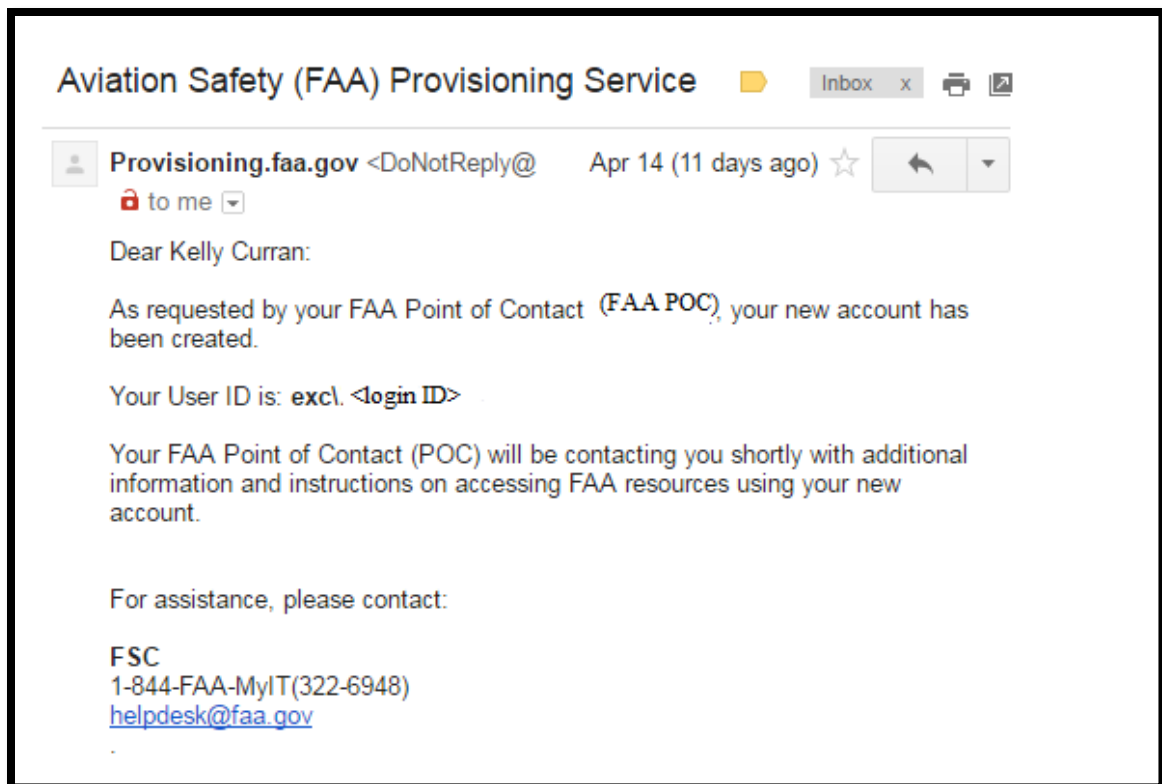 Aviation Safety (FAA) Provisioning Service
Inbox x
Provisioning.faa.gov <DoNotReply@ Apr 14 (11 days ago)
to me
Dear Kelly Curran:
As requested by your FAA Point of Contact (FAA POC), your new account has
been created.
Your User ID is: exc\. <login ID>
Your FAA Point of Contact (POC) will be contacting you shortly with additional
information and instructions on accessing FAA resources using your new
account.
For assistance, please contact:
FSC
1-844-FAA-MyIT(322-6948)
helpdesk@faa.gov
.